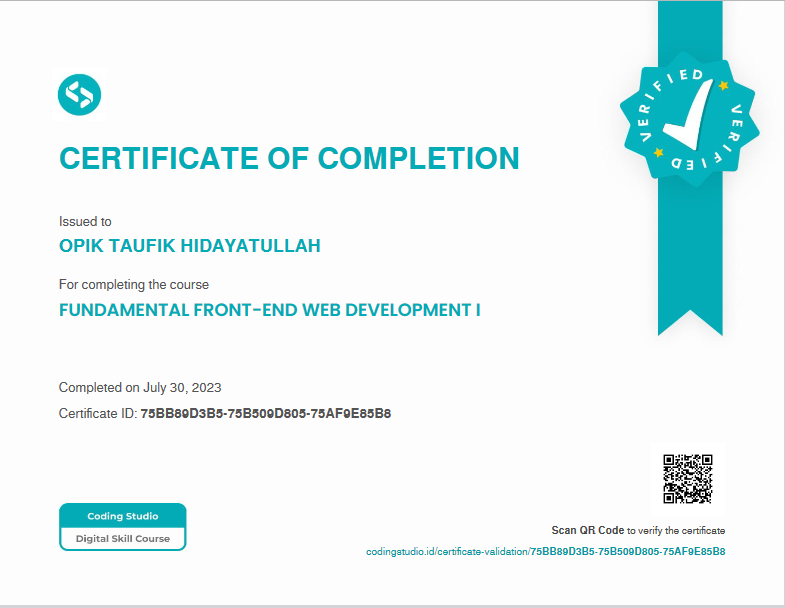 VERIFIED
VERIFIED
VERIFIED
CERTIFICATE OF COMPLETION
Issued to
OPIK TAUFIK HIDAYATULLAH
For completing the course
FUNDAMENTAL FRONT-END WEB DEVELOPMENT I
Completed on July 30, 2023
Certificate ID: 75BB89D3B5-75B509D805-75AF9E85B8
Coding Studio
Digital Skill Course
Scan QR Code to verify the certificate
codingstudio.id/certificate-validation/75BB89D3B5-75B509D805-75AF9E85B8